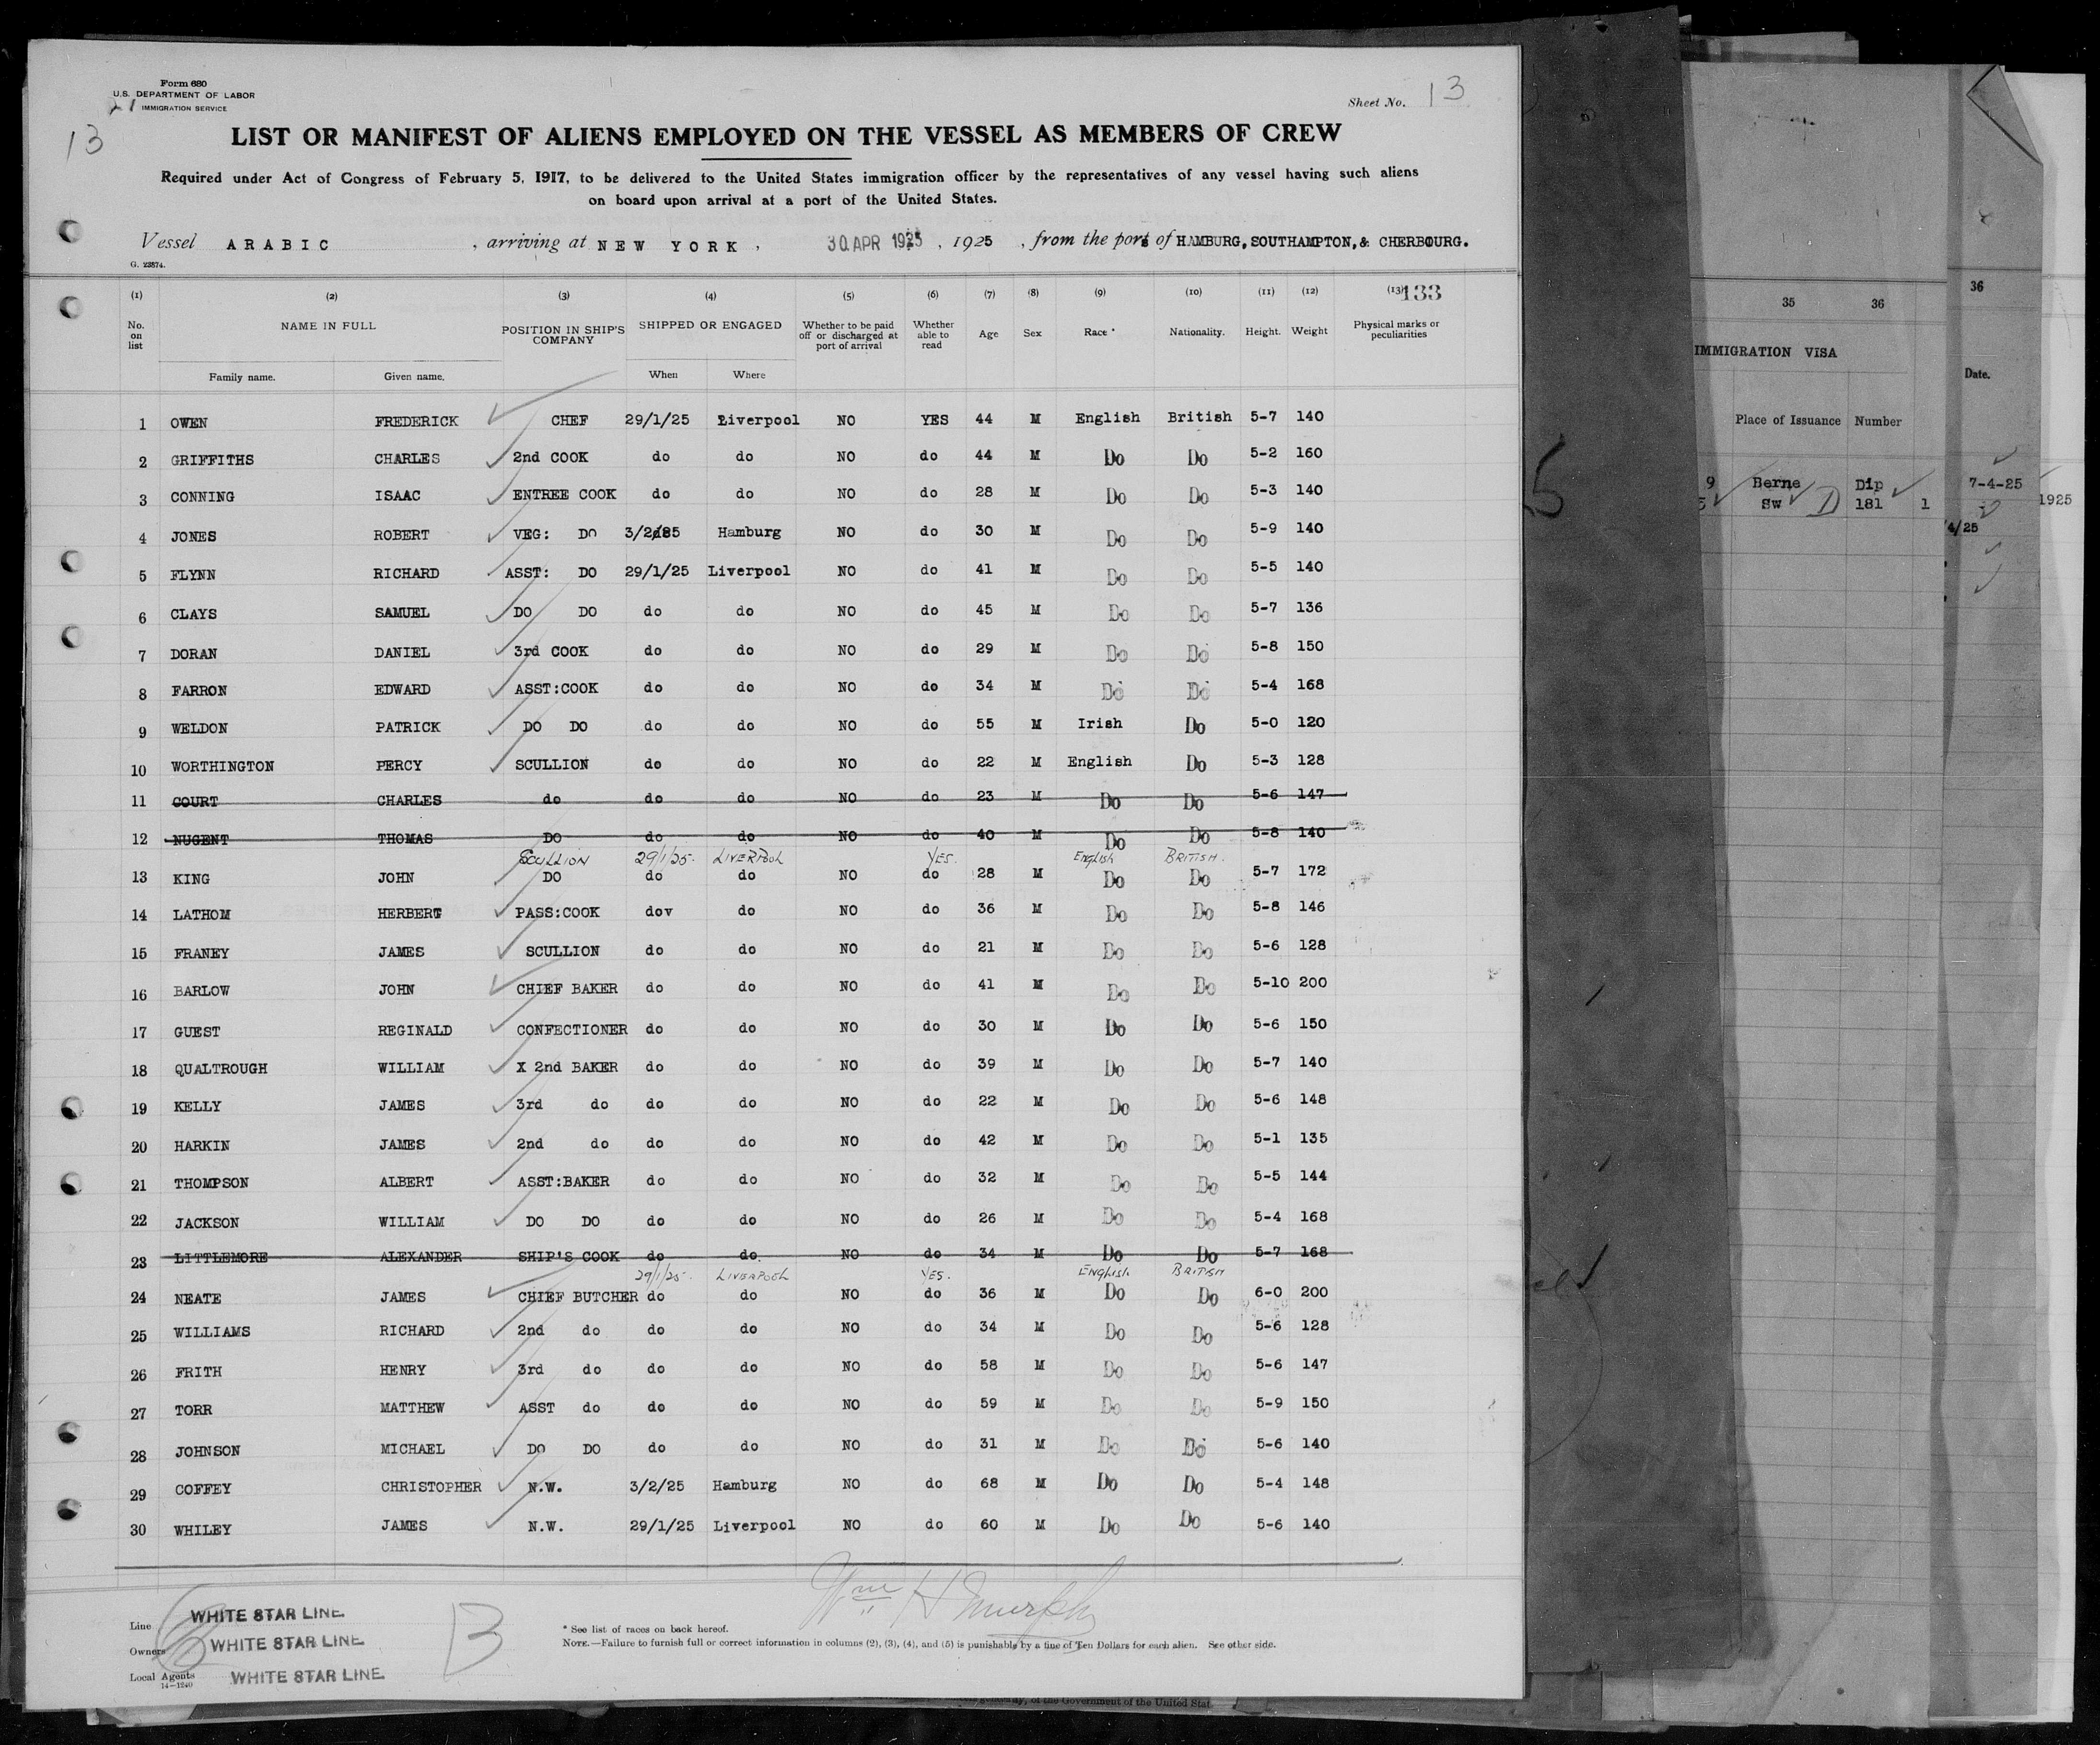 Form 680
U.S. DEPARTMENT OF LABOR
21 IMMIGRATION SERVICE
13
Sheet No. 13
LIST OR MANIFEST OF ALIENS EMPLOYED ON THE VESSEL AS MEMBERS OF CREW
Required under Act of Congress of February 5, 1917, to be delivered to the United States immigration officer by the representatives of any vessel having such aliens
on board upon arrival at a port of the United States.
Vessel ARABIC , arriving at NEW YORK , 30 APR 1925 , 1925 , from the ports of HAMBURG, SOUTHAMPTON, & CHERBOURG.
G. 23874.
(1) (2) (3) (4) (5) (6) (7) (8) (9) (10) (11) (12) (13) 133
No. on list NAME IN FULL POSITION IN SHIP'S COMPANY SHIPPED OR ENGAGED Whether to be paid off or discharged at port of arrival Whether able to read Age Sex Race * Nationality. Height. Weight Physical marks or peculiarities
Family name. Given name. When Where
1 OWEN FREDERICK CHEF 29/1/25 Liverpool NO YES 44 M English British 5-7 140
2 GRIFFITHS CHARLES 2nd COOK do do NO do 44 M Do Do 5-2 160
3 CONNING ISAAC ENTREE COOK do do NO do 28 M Do Do 5-3 140
4 JONES ROBERT VEG: DO 3/2/25 Hamburg NO do 30 M Do Do 5-9 140
5 FLYNN RICHARD ASST: DO 29/1/25 Liverpool NO do 41 M Do Do 5-5 140
6 CLAYS SAMUEL DO DO do do NO do 45 M Do Do 5-7 136
7 DORAN DANIEL 3rd COOK do do NO do 29 M Do Do 5-8 150
8 FARRON EDWARD ASST:COOK do do NO do 34 M Do Do 5-4 168
9 WELDON PATRICK DO DO do do NO do 55 M Irish Do 5-0 120
10 WORTHINGTON PERCY SCULLION do do NO do 22 M English Do 5-3 128
11 COURT CHARLES do do do NO do 23 M Do Do 5-6 147
12 NUGENT THOMAS DO do do NO do 40 M Do Do 5-8 140
SCULLION 29/1/25. LIVERPOOL YES. ENGLISH BRITISH.
13 KING JOHN DO do do NO do 28 M Do Do 5-7 172
14 LATHOM HERBERT PASS:COOK dov do NO do 36 M Do Do 5-8 146
15 FRANEY JAMES SCULLION do do NO do 21 M Do Do 5-6 128
16 BARLOW JOHN CHIEF BAKER do do NO do 41 M Do Do 5-10 200
17 GUEST REGINALD CONFECTIONER do do NO do 30 M Do Do 5-6 150
18 QUALTROUGH WILLIAM X 2nd BAKER do do NO do 39 M Do Do 5-7 140
19 KELLY JAMES 3rd do do do NO do 22 M Do Do 5-6 148
20 HARKIN JAMES 2nd do do do NO do 42 M Do Do 5-1 135
21 THOMPSON ALBERT ASST:BAKER do do NO do 32 M Do Do 5-5 144
22 JACKSON WILLIAM DO DO do do NO do 26 M Do Do 5-4 168
23 LITTLEMORE ALEXANDER SHIP'S COOK do do. NO do 34 M Do Do 5-7 168
29/1/25. LIVERPOOL YES. ENGLISH BRITISH
24 NEATE JAMES CHIEF BUTCHER do do NO do 36 M Do Do 6-0 200
25 WILLIAMS RICHARD 2nd do do do NO do 34 M Do Do 5-6 128
26 FRITH HENRY 3rd do do do NO do 58 M Do Do 5-6 147
27 TORR MATTHEW ASST do do do NO do 59 M Do Do 5-9 150
28 JOHNSON MICHAEL DO DO do do NO do 31 M Do Do 5-6 140
29 COFFEY CHRISTOPHER N.W. 3/2/25 Hamburg NO do 68 M Do Do 5-4 148
30 WHILEY JAMES N.W. 29/1/25 Liverpool NO do 60 M Do Do 5-6 140
Wm H Murphy
Line WHITE STAR LINE.
Owners WHITE STAR LINE.
Local Agents WHITE STAR LINE.
14-1240
13
* See list of races on back hereof.
NOTE.—Failure to furnish full or correct information in columns (2), (3), (4), and (5) is punishable by a fine of Ten Dollars for each alien. See other side.
of the Government of the United Stat
35 36
IMMIGRATION VISA
Place of Issuance Number
9 Berne Dip
Sw D 181 1
36
Date.
7-4-25
4/25
1925